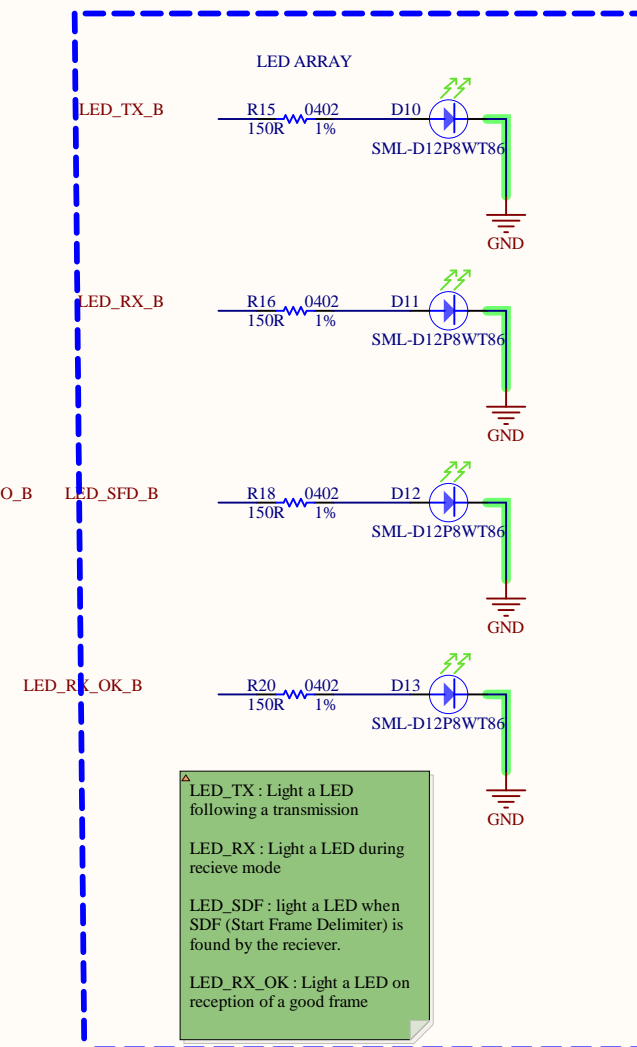 LED ARRAY
LED_TX_B
R15 0402 D10
150R 1%
SML-D12P8WT86
GND
LED_RX_B
R16 0402 D11
150R 1%
SML-D12P8WT86
GND
O_B LED_SFD_B
R18 0402 D12
150R 1%
SML-D12P8WT86
GND
LED_RX_OK_B
R20 0402 D13
150R 1%
SML-D12P8WT86
GND
LED_TX : Light a LED
following a transmission
LED_RX : Light a LED during
recieve mode
LED_SDF : light a LED when
SDF (Start Frame Delimiter) is
found by the reciever.
LED_RX_OK : Light a LED on
reception of a good frame